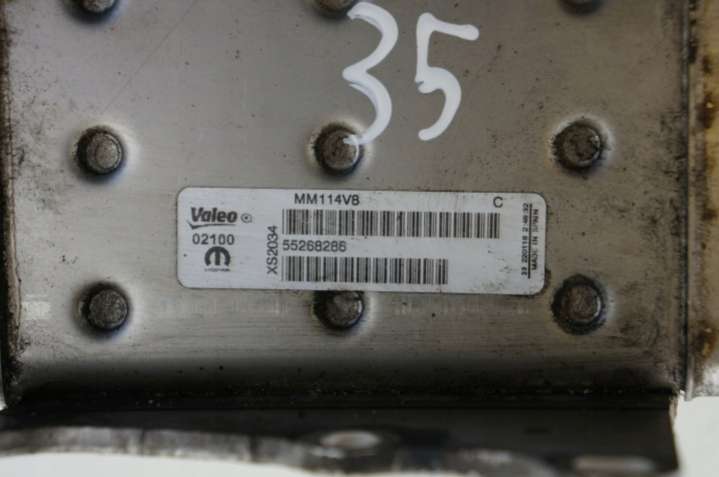 35
MM114V8
C
Valeo
02100
XS2034
55268286
MADE IN SPAIN